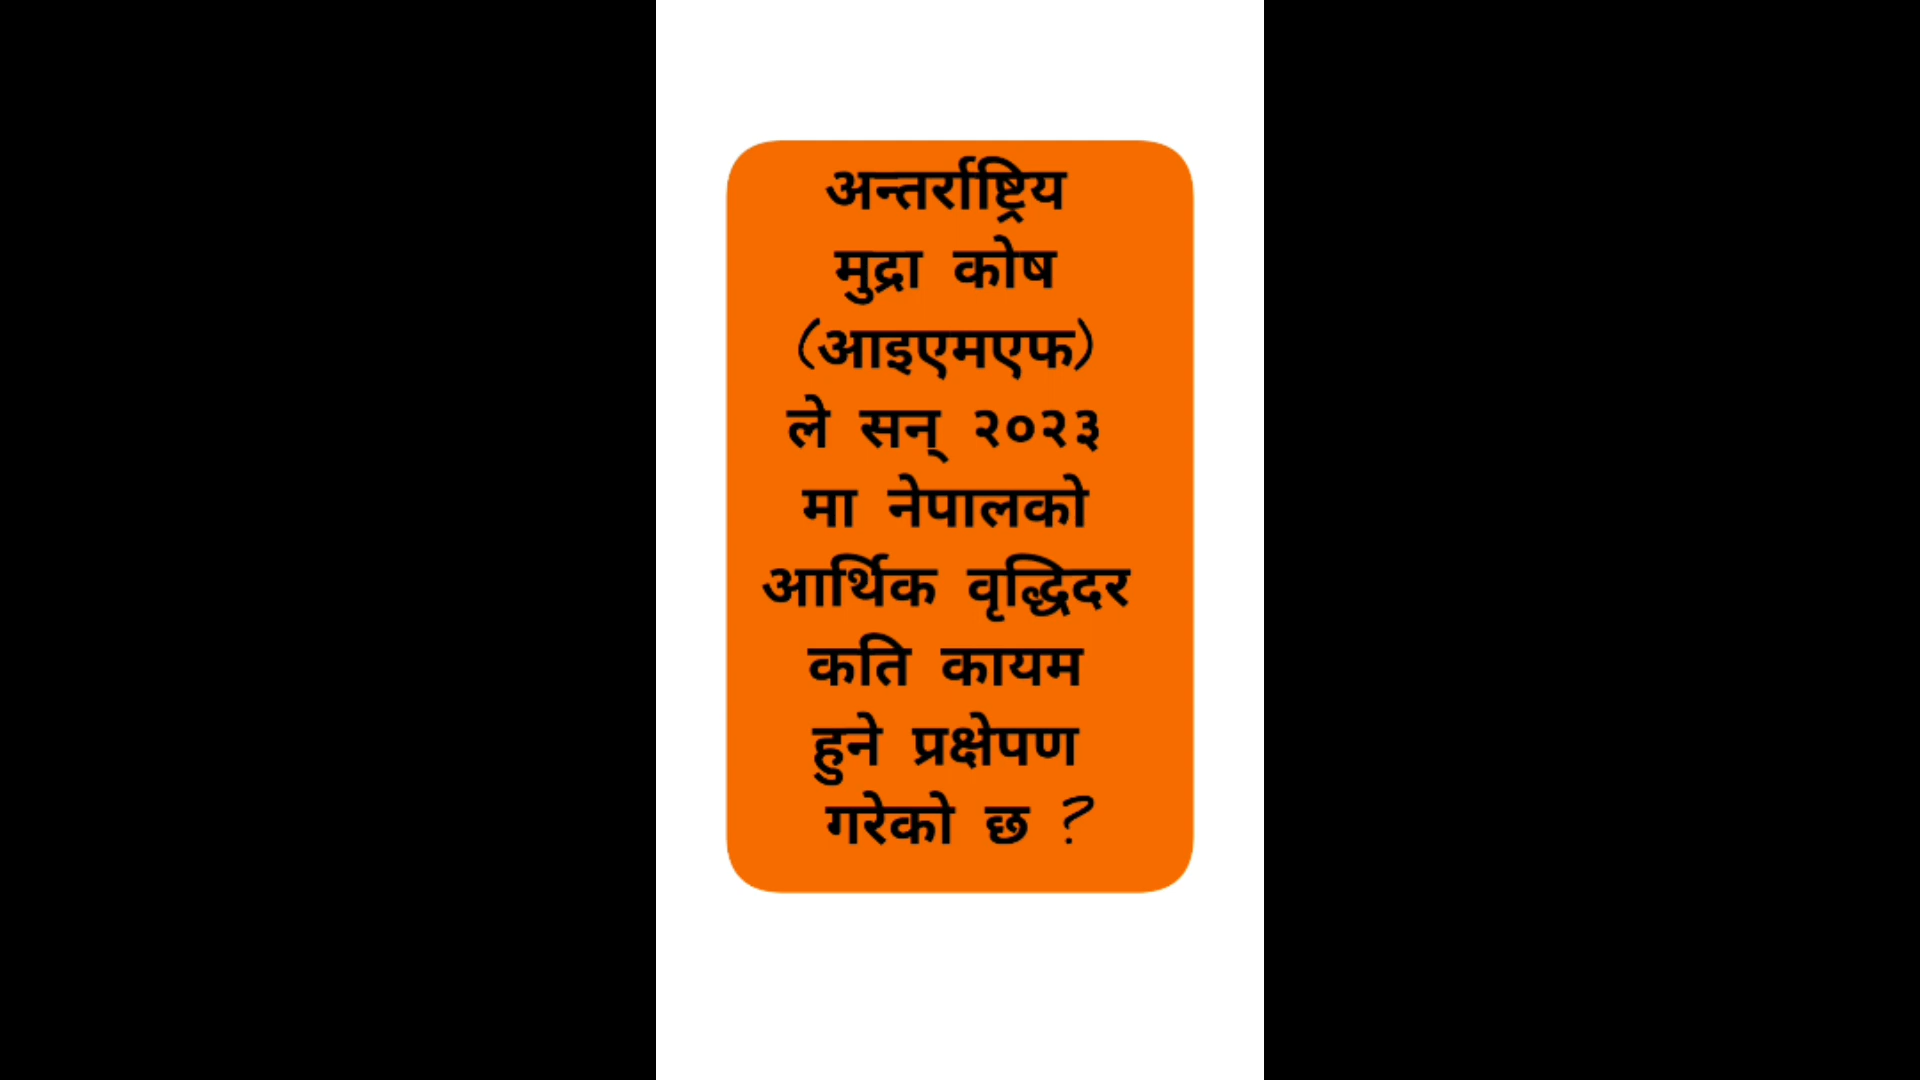 अन्तर्राष्ट्रिय
मुद्रा कोष
(आइएमएफ)
ले सन् २०२३
मा नेपालको
आर्थिक वृद्धिदर
कति कायम
हुने प्रक्षेपण
गरेको छ ?